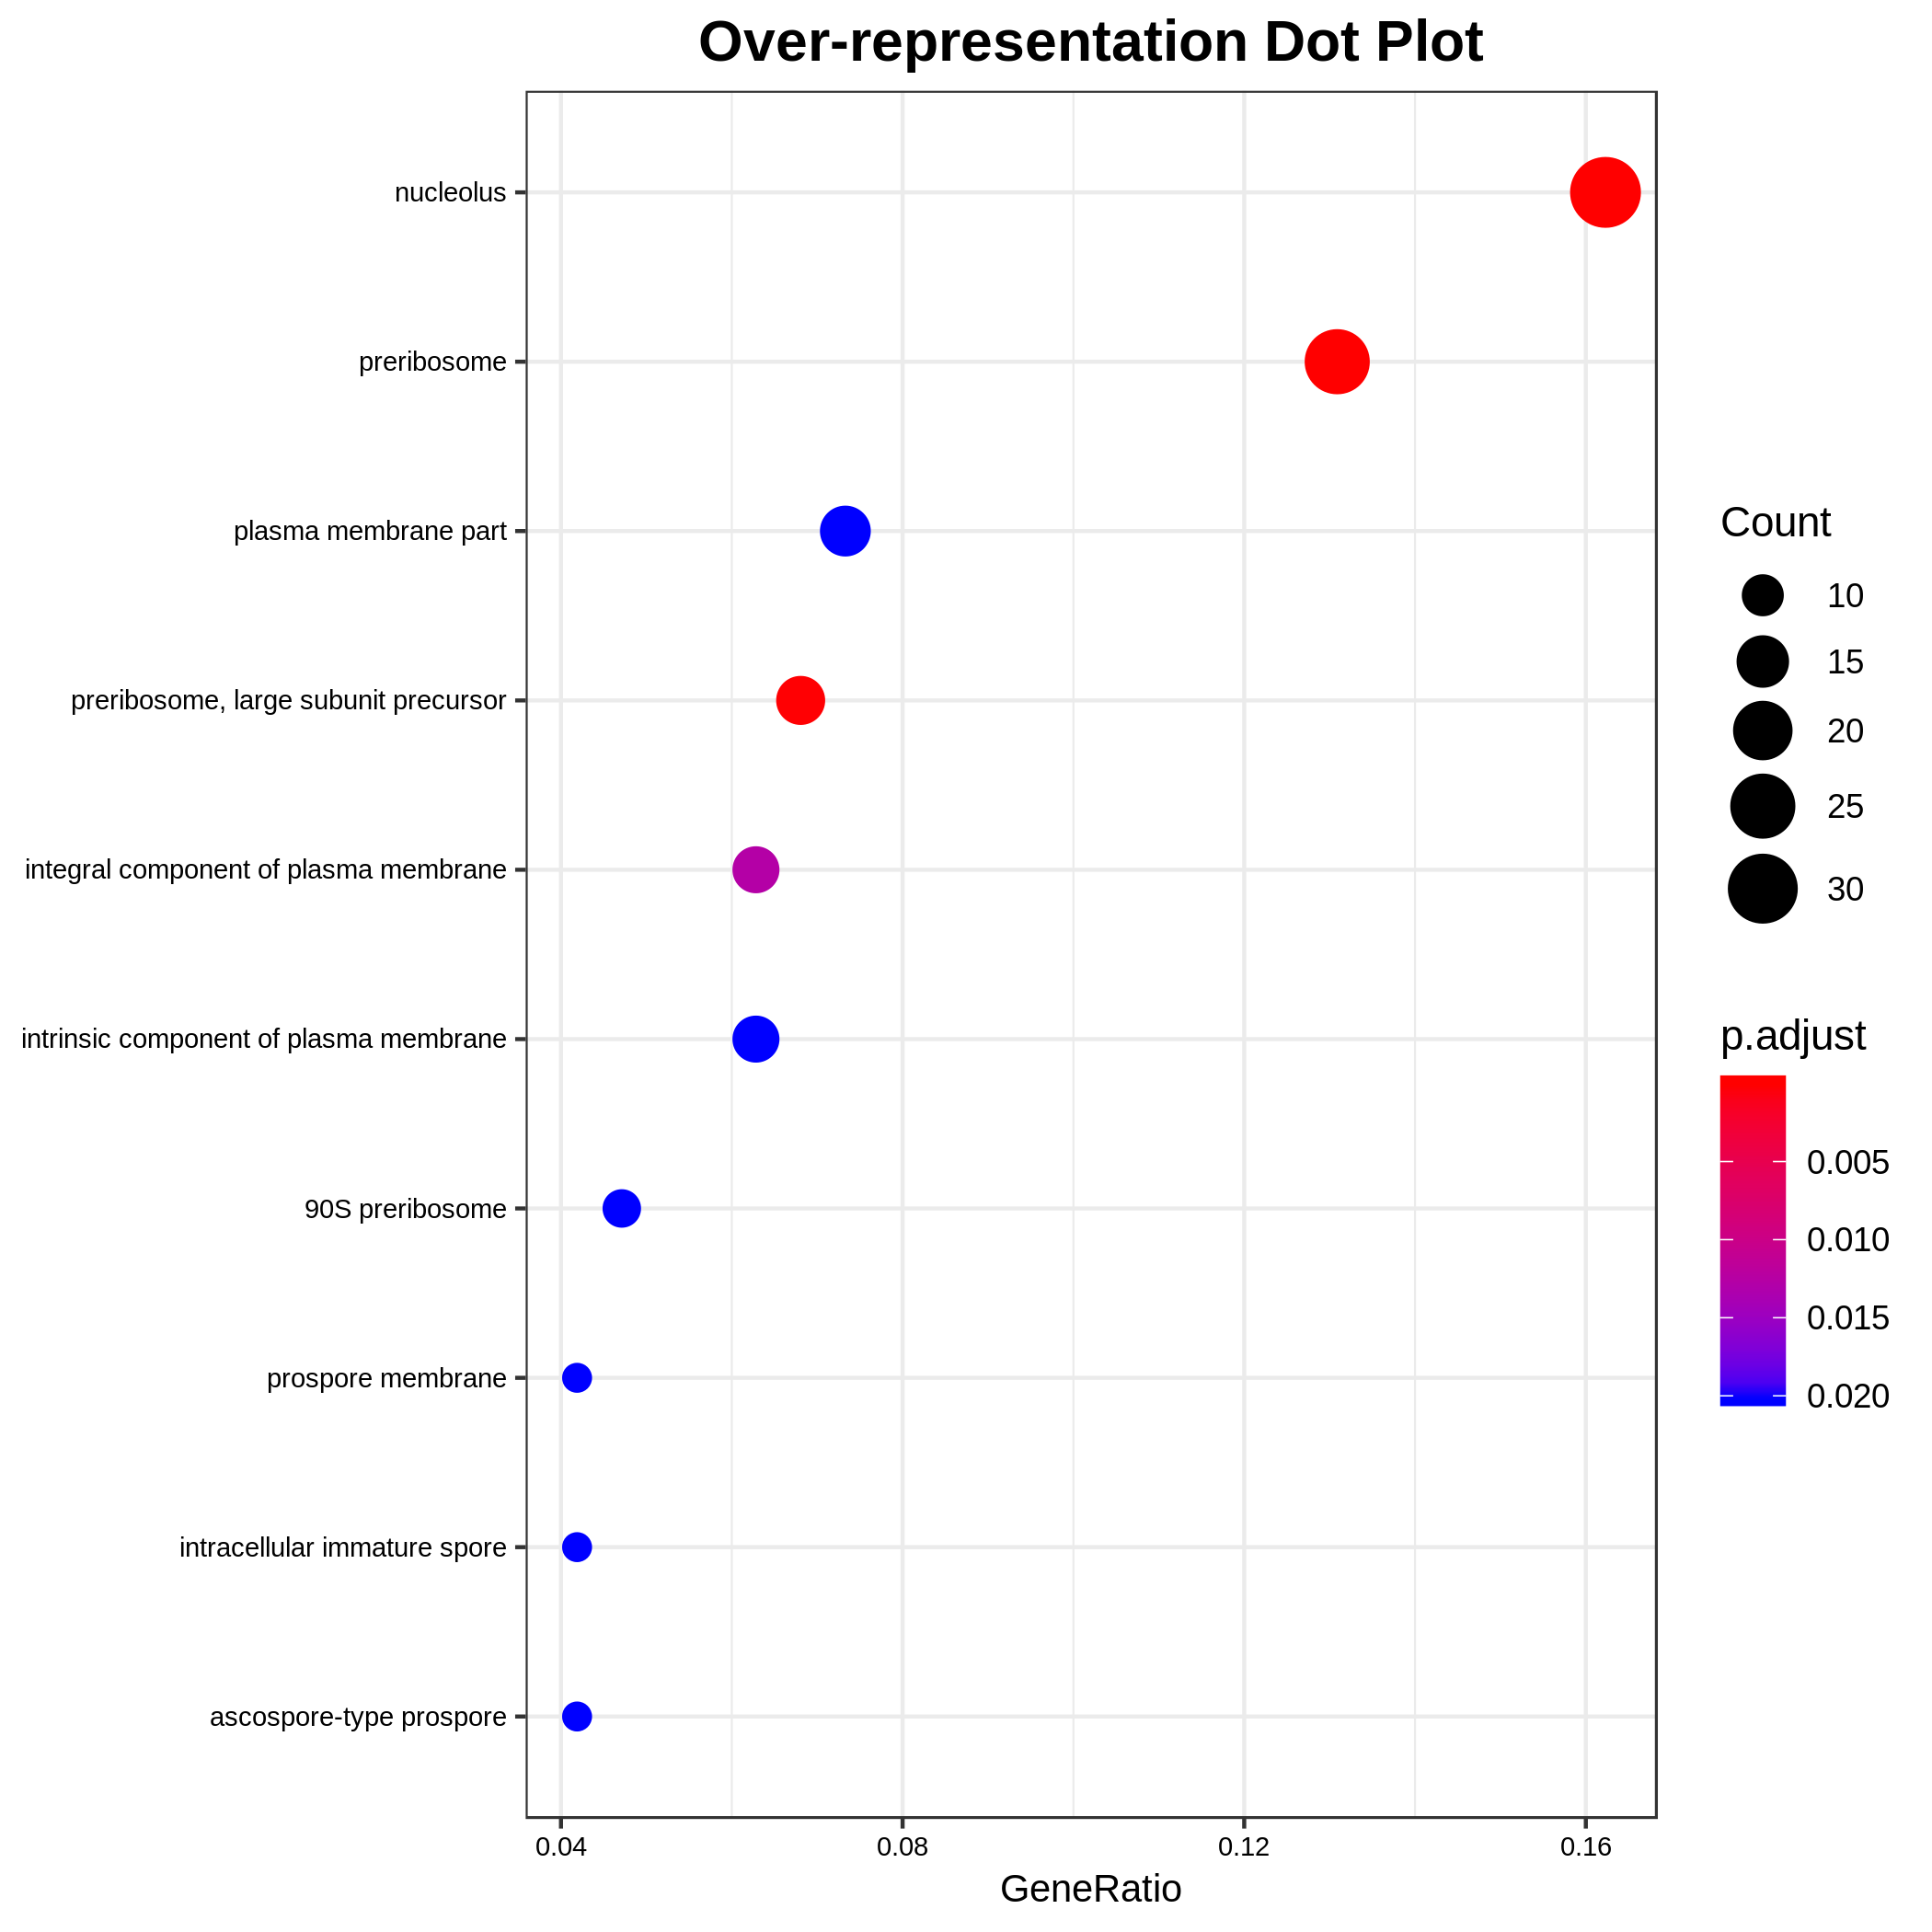 Over-representation Dot Plot
nucleolus
preribosome
plasma membrane part
preribosome, large subunit precursor
integral component of plasma membrane
intrinsic component of plasma membrane
90S preribosome
prospore membrane
intracellular immature spore
ascospore-type prospore
0.04
0.08
0.12
0.16
GeneRatio
Count
10
15
20
25
30
p.adjust
0.005
0.010
0.015
0.020